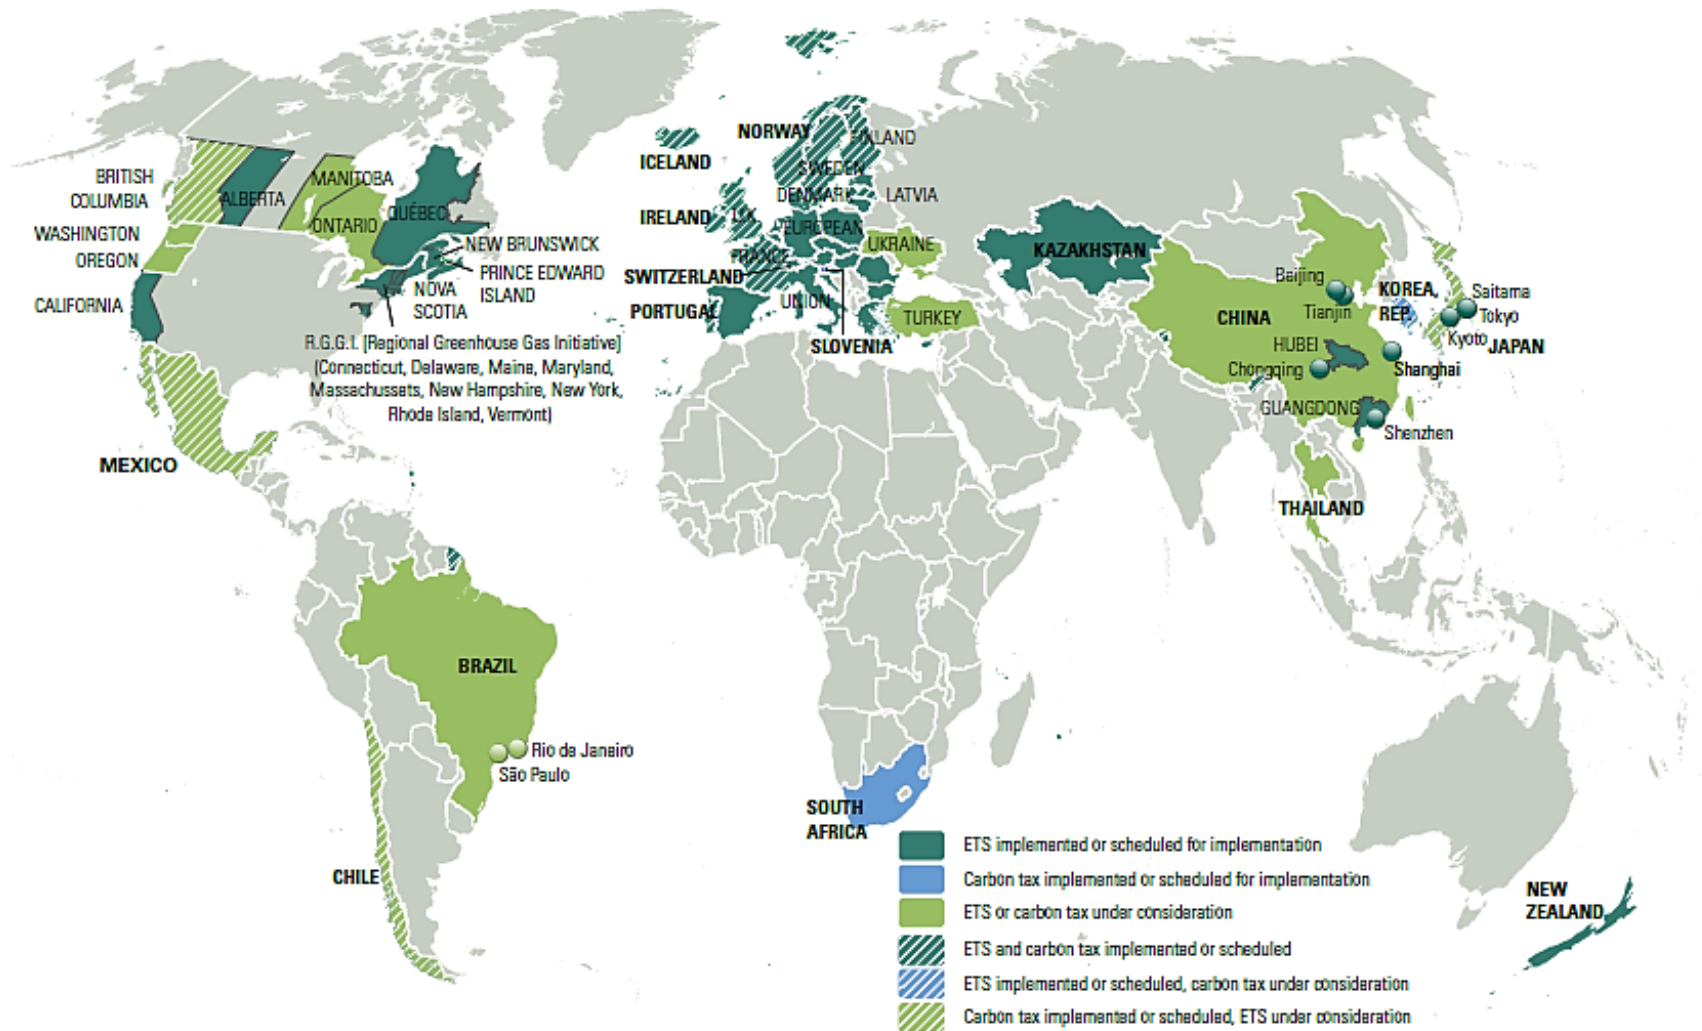 NORWAY
FINLAND
ICELAND
SWEDEN
DENMARK
LATVIA
BRITISH
COLUMBIA
ALBERTA
MANITOBA
ONTARIO
QUÉBEC
IRELAND
U.K.
EUROPEAN
UNION
UKRAINE
FRANCE
WASHINGTON
OREGON
NEW BRUNSWICK
PRINCE EDWARD
ISLAND
NOVA
SCOTIA
CALIFORNIA
SWITZERLAND
PORTUGAL
SLOVENIA
TURKEY
KAZAKHSTAN
CHINA
Baijing
Tianjin
KOREA,
REP.
Saitama
Tokyo
Kyoto
JAPAN
HUBEI
Chongqing
Shanghai
GUANGDONG
Shenzhen
R.G.G.I. [Regional Greenhouse Gas Initiative]
(Connecticut, Delaware, Maine, Maryland,
Massachussets, New Hampshire, New York,
Rhode Island, Vermont)
MEXICO
THAILAND
BRAZIL
Rio de Janeiro
São Paulo
CHILE
SOUTH
AFRICA
NEW
ZEALAND
ETS implemented or scheduled for implementation
Carbon tax implemented or scheduled for implementation
ETS or carbon tax under consideration
ETS and carbon tax implemented or scheduled
ETS implemented or scheduled, carbon tax under consideration
Carbon tax implemented or scheduled, ETS under consideration